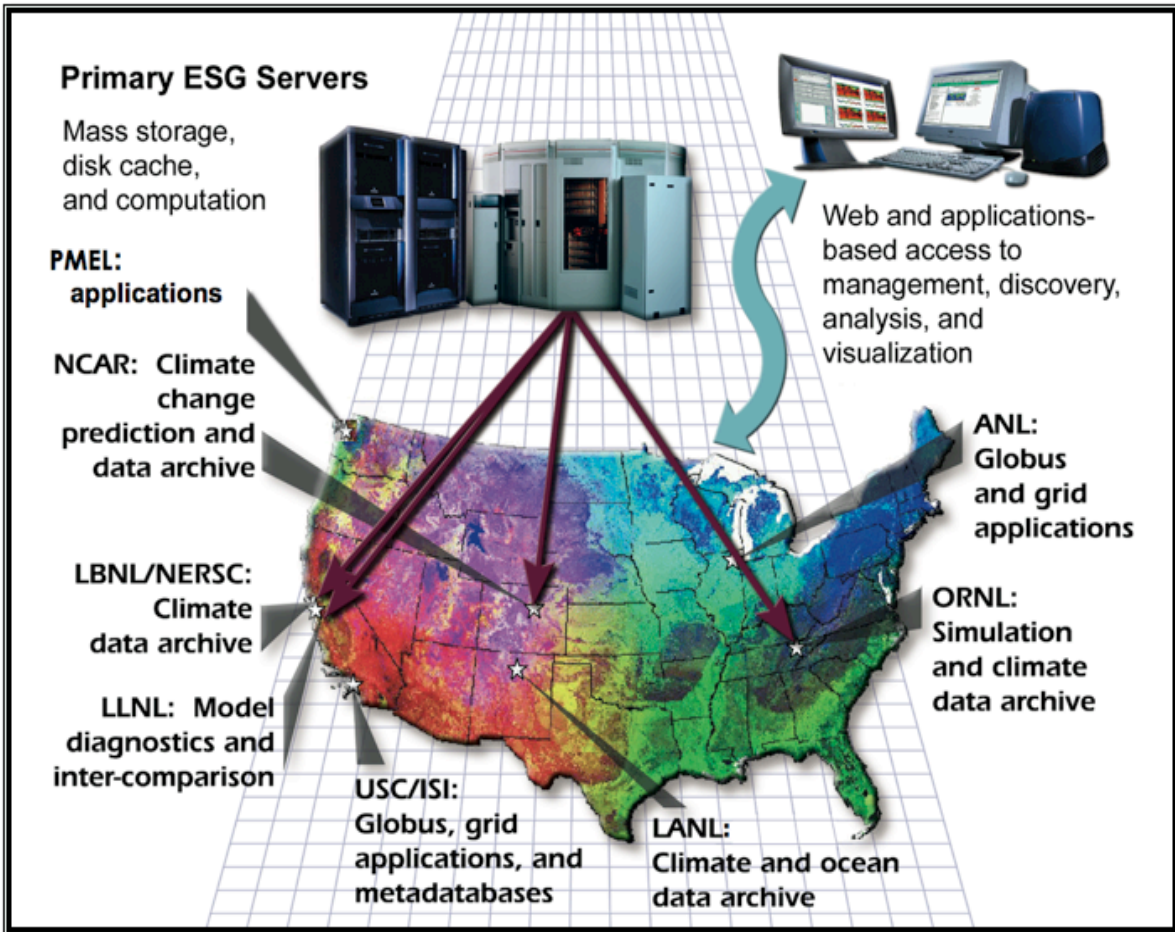 Primary ESG Servers
Mass storage,
disk cache,
and computation
Web and applications-
based access to
management, discovery,
analysis, and
visualization
PMEL:
applications
NCAR: Climate
change
prediction and
data archive
LBNL/NERSC:
Climate
data archive
LLNL: Model
diagnostics and
inter-comparison
USC/ISI:
Globus, grid
applications, and
metadatabases
LANL:
Climate and ocean
data archive
ANL:
Globus
and grid
applications
ORNL:
Simulation
and climate
data archive